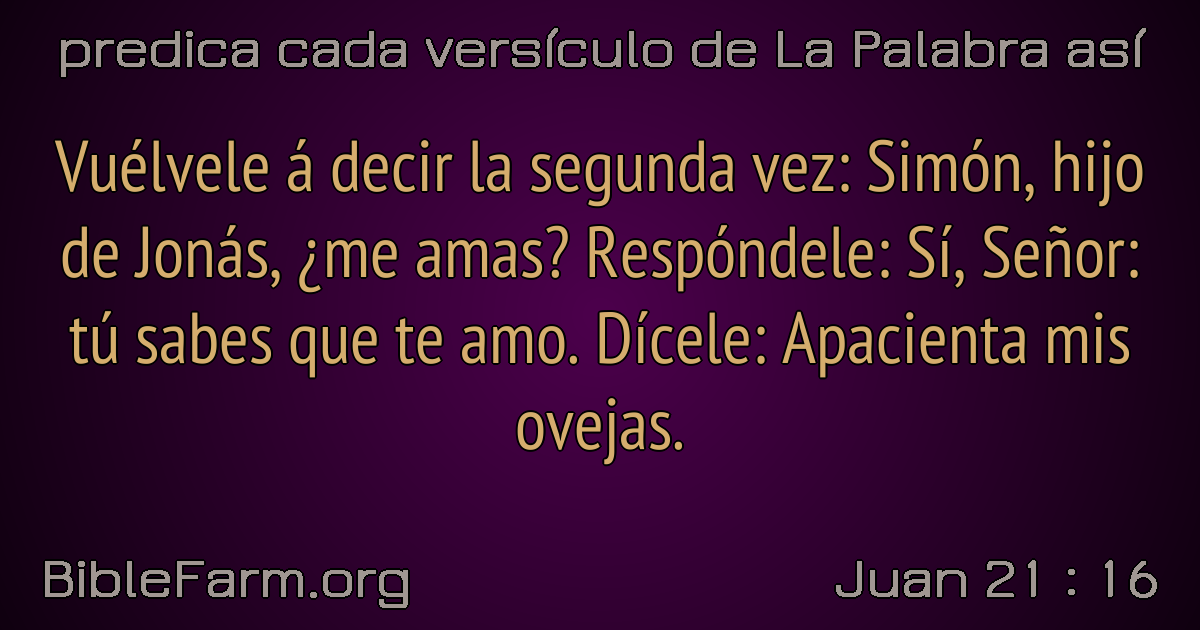 predica cada versículo de La Palabra así
Vuélvele á decir la segunda vez: Simón, hijo
de Jonás, ¿me amas? Respóndele: Sí, Señor:
tú sabes que te amo. Dícele: Apacienta mis
ovejas.
BibleFarm.org
Juan 21 : 16